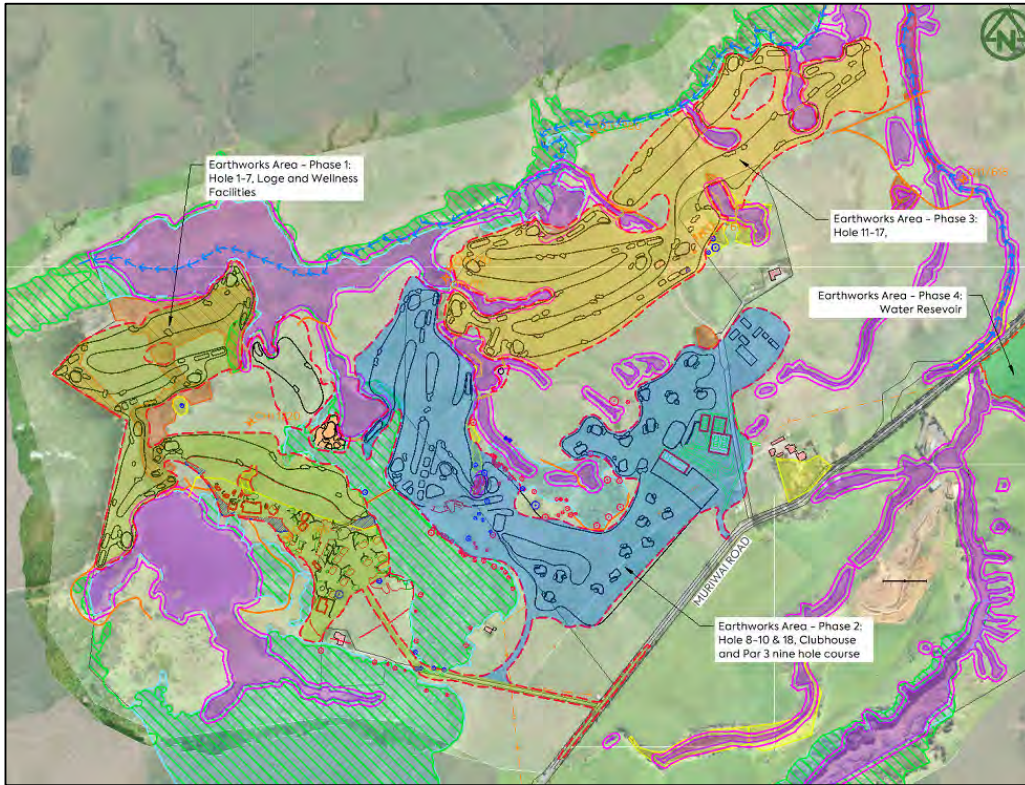 N
Earthworks Area - Phase 1:
Hole 1-7, Loge and Wellness
Facilities
Earthworks Area - Phase 3:
Hole 11-17,
Earthworks Area - Phase 4:
Water Resevoir
MURIWAI ROAD
Earthworks Area - Phase 2:
Hole 8-10 & 18, Clubhouse
and Par 3 nine hole course